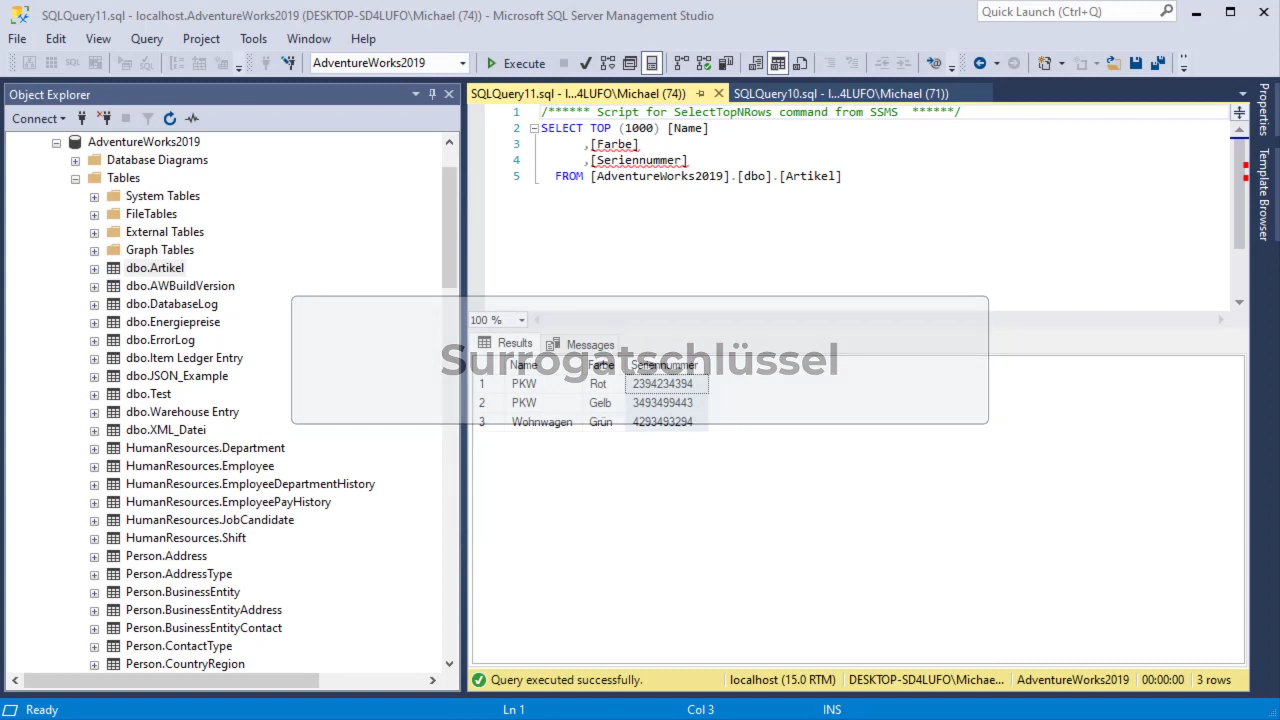 SQLQuery11.sql - localhost.AdventureWorks2019 (DESKTOP-SD4LUFO\Michael (74)) - Microsoft SQL Server Management Studio
Quick Launch (Ctrl+Q)
File Edit View Query Project Tools Window Help
AdventureWorks2019
Execute
Object Explorer
Connect
AdventureWorks2019
Database Diagrams
Tables
System Tables
FileTables
External Tables
Graph Tables
dbo.Artikel
dbo.AWBuildVersion
dbo.DatabaseLog
dbo.Energiepreise
dbo.ErrorLog
dbo.Item Ledger Entry
dbo.JSON_Example
dbo.Test
dbo.Warehouse Entry
dbo.XML_Datei
HumanResources.Department
HumanResources.Employee
HumanResources.EmployeeDepartmentHistory
HumanResources.EmployeePayHistory
HumanResources.JobCandidate
HumanResources.Shift
Person.Address
Person.AddressType
Person.BusinessEntity
Person.BusinessEntityAddress
Person.BusinessEntityContact
Person.ContactType
Person.CountryRegion
SQLQuery11.sql - l...4LUFO\Michael (74))
SQLQuery10.sql - l...4LUFO\Michael (71))
1 /****** Script for SelectTopNRows command from SSMS ******/
2 SELECT TOP (1000) [Name]
3 ,[Farbe]
4 ,[Seriennummer]
5 FROM [AdventureWorks2019].[dbo].[Artikel]
100 %
Results Messages
Surrogatschlüssel
Name Farbe Seriennummer
1 PKW Rot 2394234394
2 PKW Gelb 3493499443
3 Wohnwagen Grün 4293493294
Properties
Template Browser
Query executed successfully.
localhost (15.0 RTM) DESKTOP-SD4LUFO\Michae... AdventureWorks2019 00:00:00 3 rows
Ready Ln 1 Col 3 INS